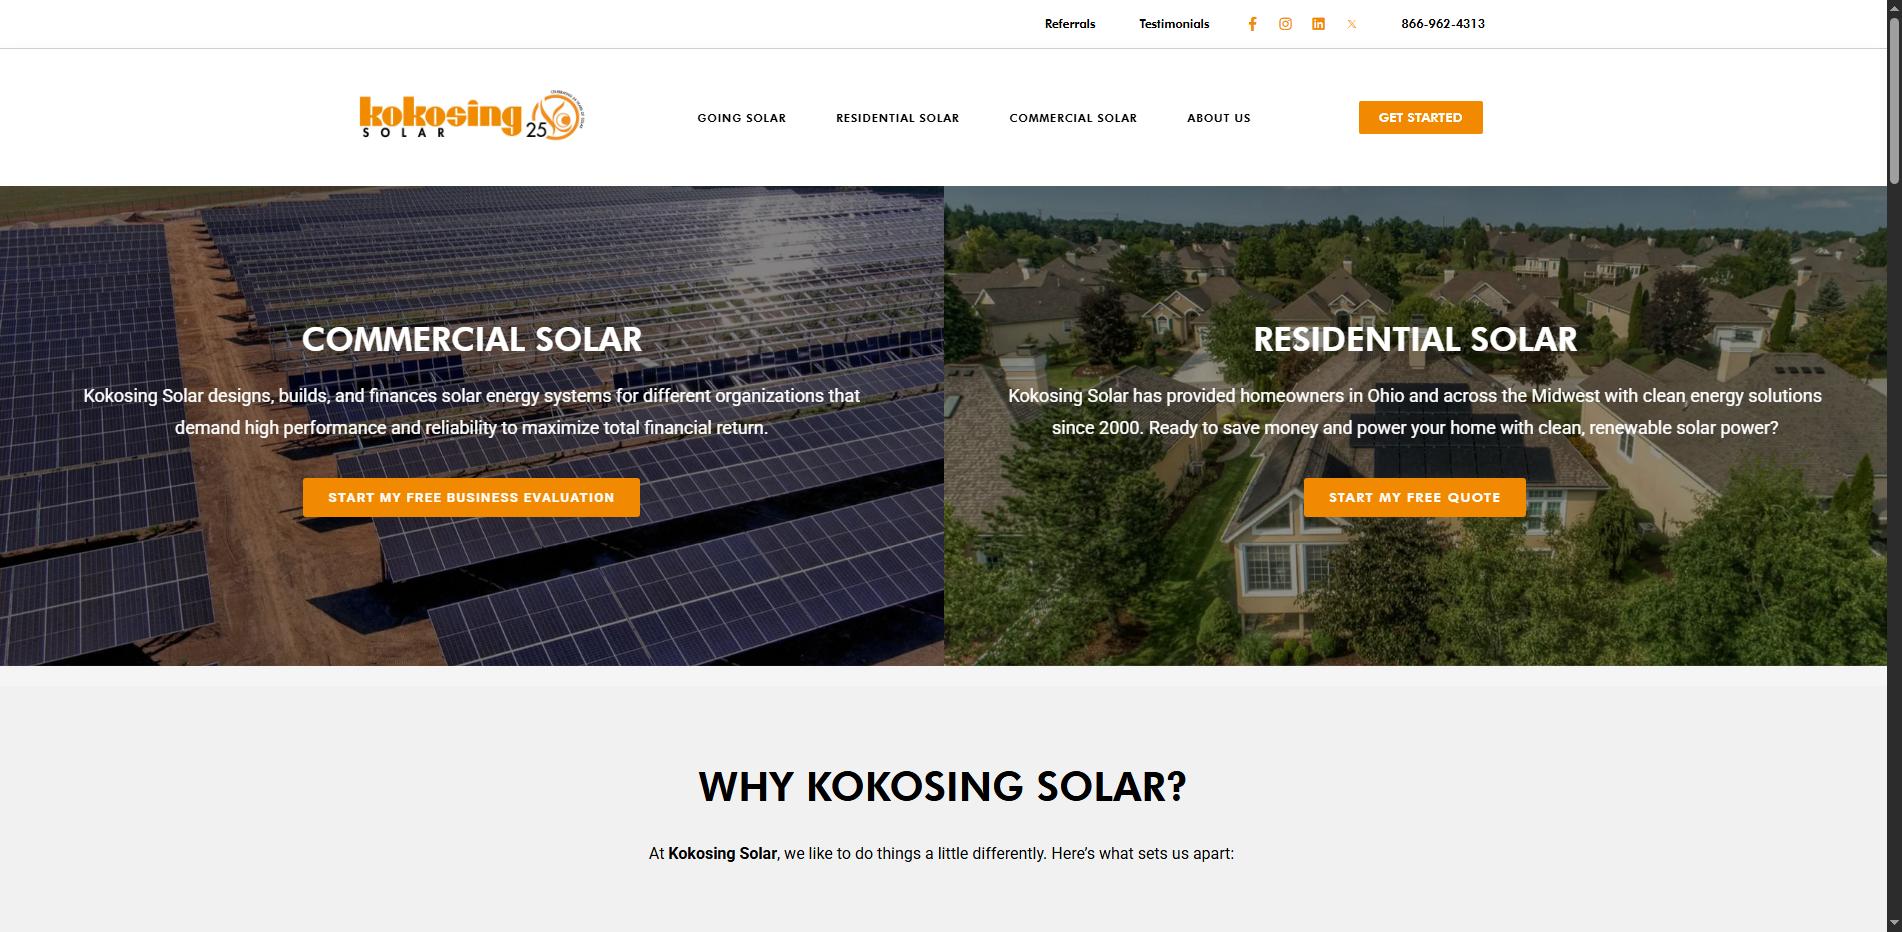 Referrals
Testimonials
866-962-4313
kokosing
SOLAR
25
GOING SOLAR
RESIDENTIAL SOLAR
COMMERCIAL SOLAR
ABOUT US
GET STARTED
COMMERCIAL SOLAR
Kokosing Solar designs, builds, and finances solar energy systems for different organizations that
demand high performance and reliability to maximize total financial return.
START MY FREE BUSINESS EVALUATION
RESIDENTIAL SOLAR
Kokosing Solar has provided homeowners in Ohio and across the Midwest with clean energy solutions
since 2000. Ready to save money and power your home with clean, renewable solar power?
START MY FREE QUOTE
WHY KOKOSING SOLAR?
At Kokosing Solar, we like to do things a little differently. Here’s what sets us apart: